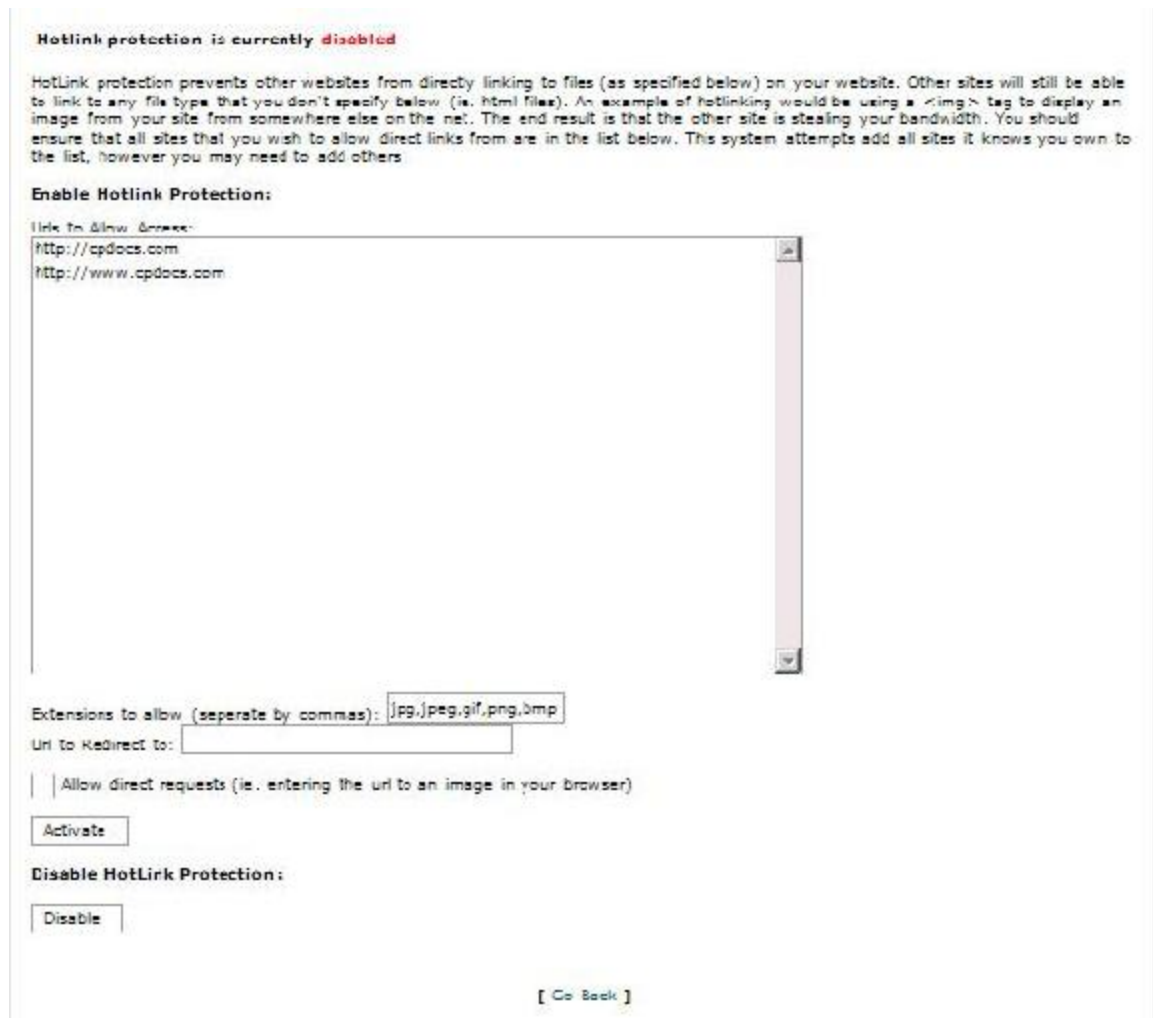 Hotlink protection is currently disabled
HotLink protection prevents other websites from directy linking to files (as specified below) on your website. Other sites will still be able
to link to any file type that you don't specify below (ie. html files). An example of hotlinking would be using a <img> tag to display an
image from your site from somewhere else on the net. The end result is that the other site is stealing your bandwidth. You should
ensure that all sites that you wish to allow direct links from are in the list below. This system attempts add all sites it knows you own to
the list, however you may need to add others
Enable Hotlink Protection:
Urls to Allow Access:
http://cpdocs.com
http://www.cpdocs.com
Extensions to allow (seperate by commas): jpg,jpeg,gif,png,bmp
Url to Redirect to:
Allow direct requests (ie. entering the url to an image in your browser)
Activate
Disable HotLink Protection:
Disable
[ Go Back ]